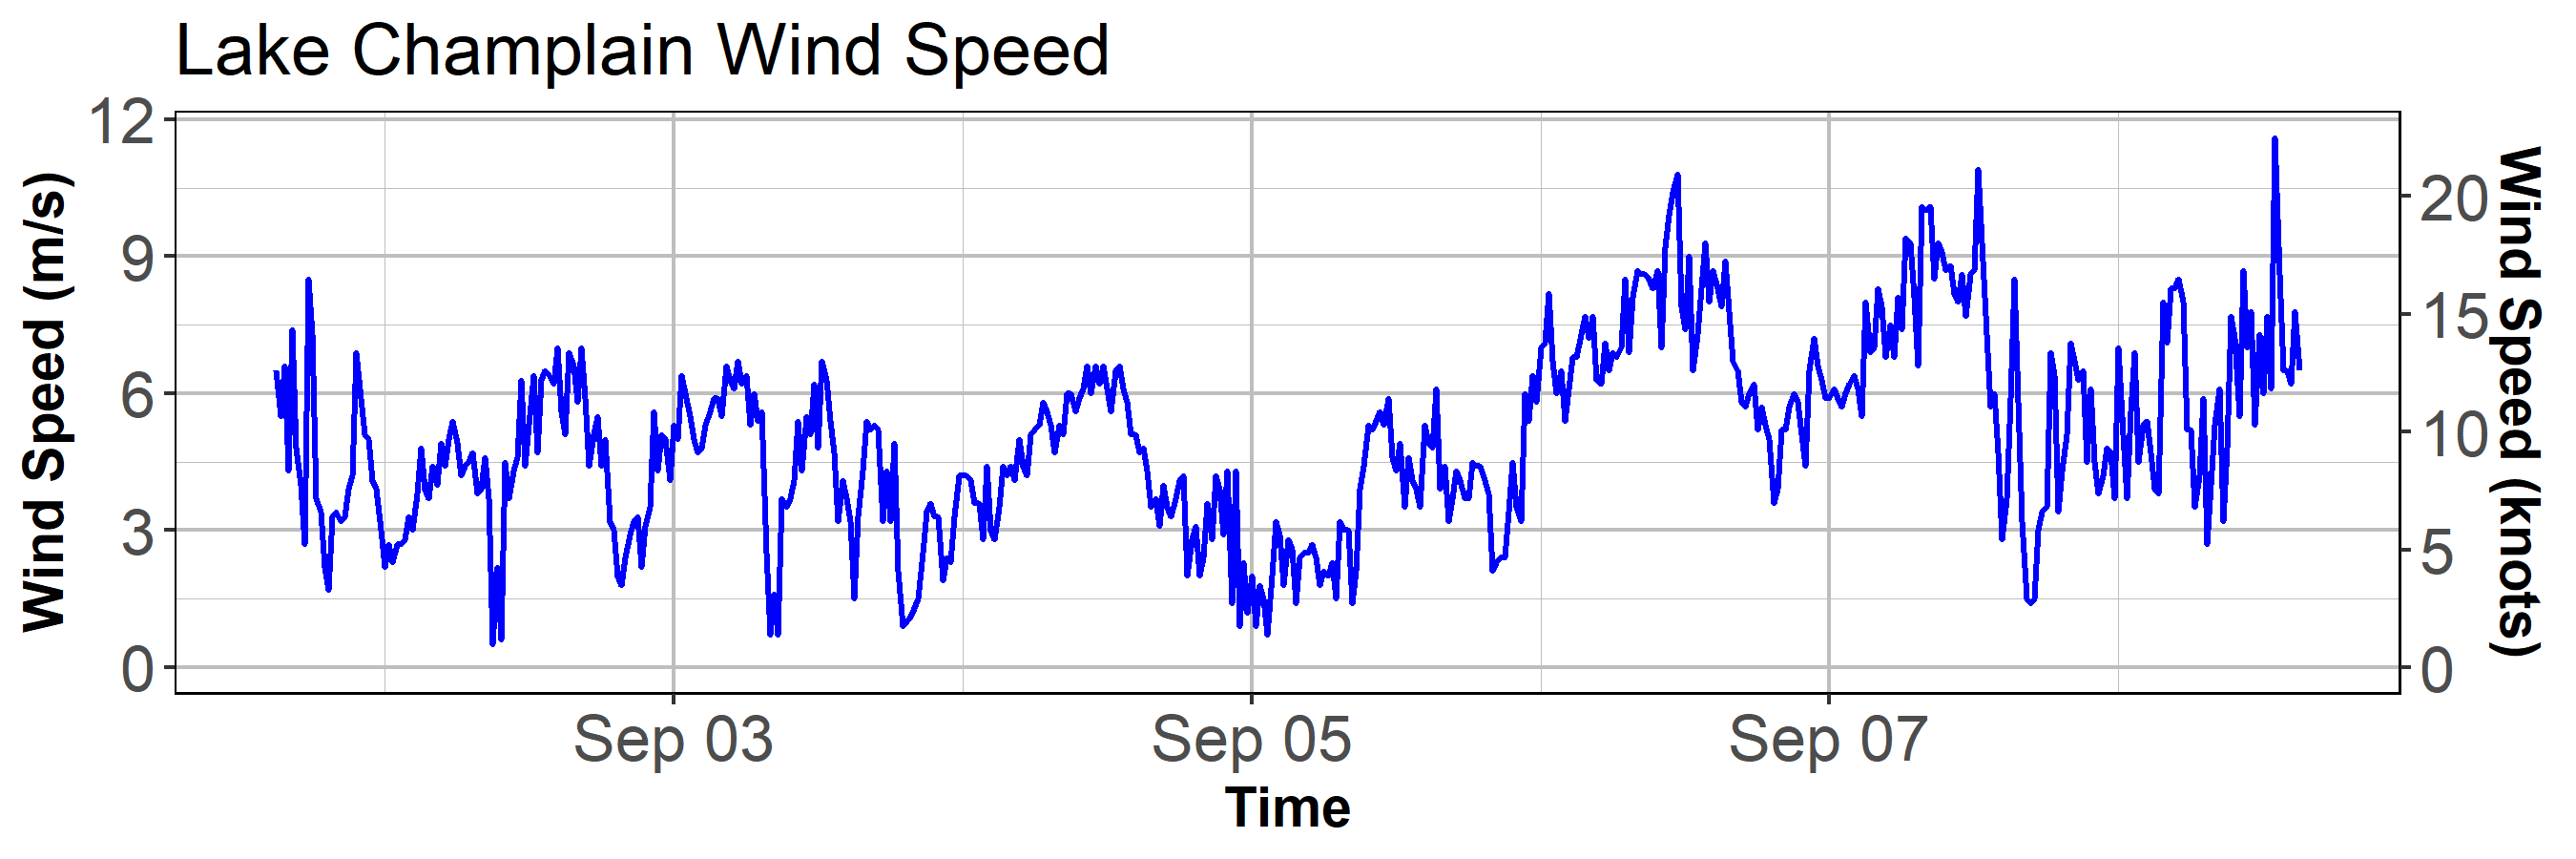 Lake Champlain Wind Speed
Wind Speed (m/s)
12
9
6
3
0
Wind Speed (knots)
20
15
10
5
0
Sep 03 Sep 05 Sep 07
Time